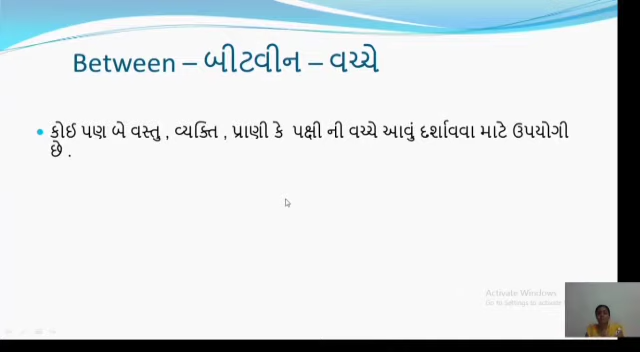 Between – બીટવીન – વચ્ચે
કોઈ પણ બે વસ્તુ , વ્યક્તિ , પ્રાણી કે પક્ષી ની વચ્ચે આવું દર્શાવવા માટે ઉપયોગી
છે .
Activate Windows
Go to Settings to activate